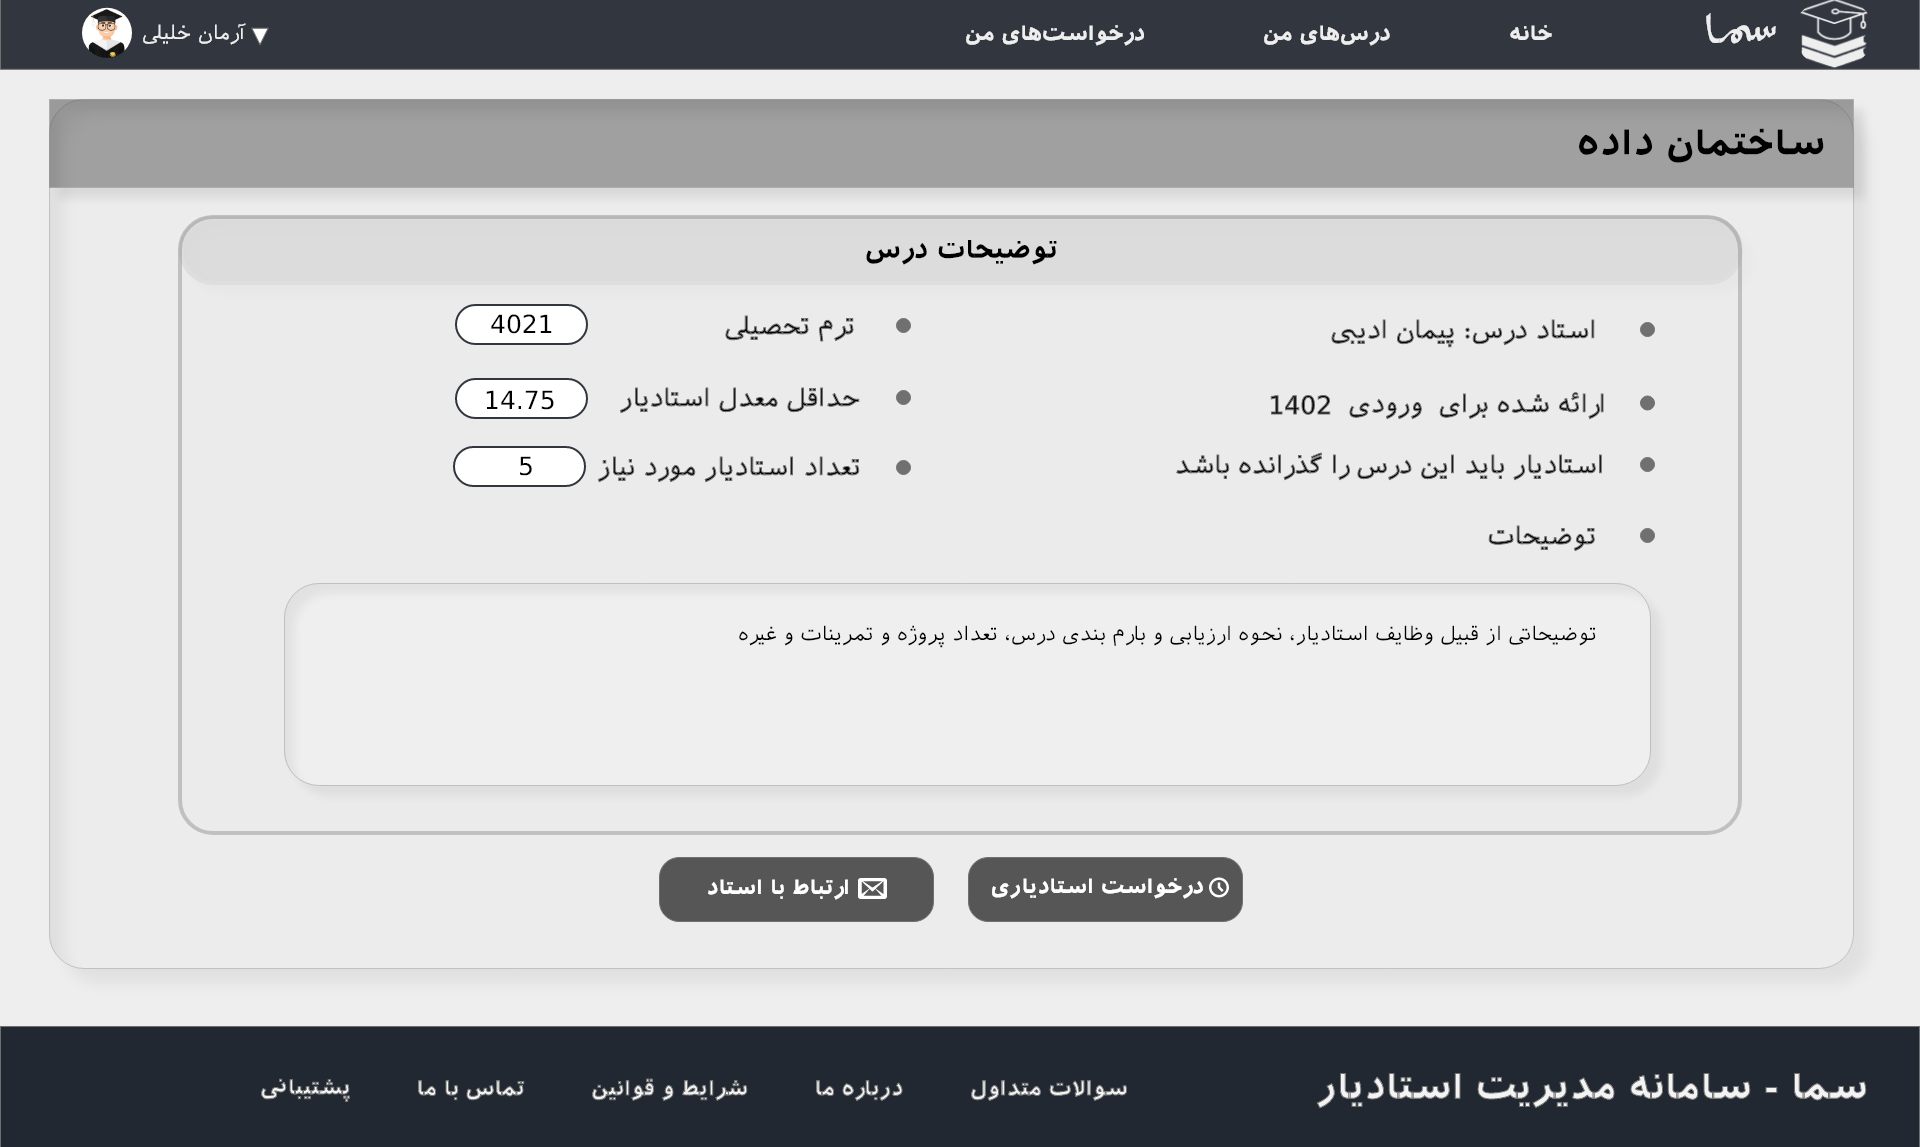 سما
خانه
درس‌های من
درخواست‌های من
آرمان خلیلی
ساختمان داده
توضیحات درس
استاد درس: پیمان ادیبی
ارائه شده برای ورودی 1402
استادیار باید این درس را گذرانده باشد
توضیحات
ترم تحصیلی 4021
حداقل معدل استادیار 14.75
تعداد استادیار مورد نیاز 5
توضیحاتی از قبیل وظایف استادیار، نحوه ارزیابی و بارم بندی درس، تعداد پروژه و تمرینات و غیره
درخواست استادیاری
ارتباط با استاد
سما - سامانه مدیریت استادیار
سوالات متداول
درباره ما
شرایط و قوانین
تماس با ما
پشتیبانی